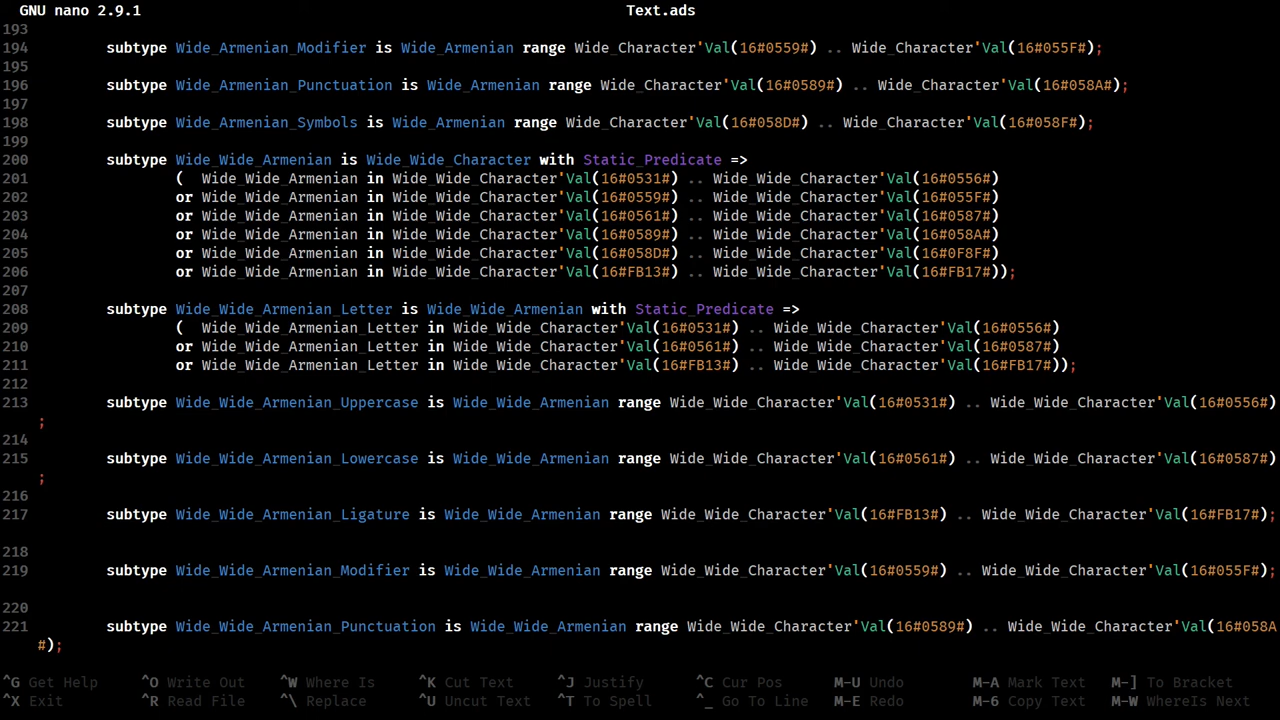 GNU nano 2.9.1 Text.ads
193
194 subtype Wide_Armenian_Modifier is Wide_Armenian range Wide_Character'Val(16#0559#) .. Wide_Character'Val(16#055F#);
195
196 subtype Wide_Armenian_Punctuation is Wide_Armenian range Wide_Character'Val(16#0589#) .. Wide_Character'Val(16#058A#);
197
198 subtype Wide_Armenian_Symbols is Wide_Armenian range Wide_Character'Val(16#058D#) .. Wide_Character'Val(16#058F#);
199
200 subtype Wide_Wide_Armenian is Wide_Wide_Character with Static_Predicate =>
201 (  Wide_Wide_Armenian in Wide_Wide_Character'Val(16#0531#) .. Wide_Wide_Character'Val(16#0556#)
202 or Wide_Wide_Armenian in Wide_Wide_Character'Val(16#0559#) .. Wide_Wide_Character'Val(16#055F#)
203 or Wide_Wide_Armenian in Wide_Wide_Character'Val(16#0561#) .. Wide_Wide_Character'Val(16#0587#)
204 or Wide_Wide_Armenian in Wide_Wide_Character'Val(16#0589#) .. Wide_Wide_Character'Val(16#058A#)
205 or Wide_Wide_Armenian in Wide_Wide_Character'Val(16#058D#) .. Wide_Wide_Character'Val(16#0F8F#)
206 or Wide_Wide_Armenian in Wide_Wide_Character'Val(16#FB13#) .. Wide_Wide_Character'Val(16#FB17#));
207
208 subtype Wide_Wide_Armenian_Letter is Wide_Wide_Armenian with Static_Predicate =>
209 (  Wide_Wide_Armenian_Letter in Wide_Wide_Character'Val(16#0531#) .. Wide_Wide_Character'Val(16#0556#)
210 or Wide_Wide_Armenian_Letter in Wide_Wide_Character'Val(16#0561#) .. Wide_Wide_Character'Val(16#0587#)
211 or Wide_Wide_Armenian_Letter in Wide_Wide_Character'Val(16#FB13#) .. Wide_Wide_Character'Val(16#FB17#));
212
213 subtype Wide_Wide_Armenian_Uppercase is Wide_Wide_Armenian range Wide_Wide_Character'Val(16#0531#) .. Wide_Wide_Character'Val(16#0556#)
;
214
215 subtype Wide_Wide_Armenian_Lowercase is Wide_Wide_Armenian range Wide_Wide_Character'Val(16#0561#) .. Wide_Wide_Character'Val(16#0587#)
;
216
217 subtype Wide_Wide_Armenian_Ligature is Wide_Wide_Armenian range Wide_Wide_Character'Val(16#FB13#) .. Wide_Wide_Character'Val(16#FB17#);
218
219 subtype Wide_Wide_Armenian_Modifier is Wide_Wide_Armenian range Wide_Wide_Character'Val(16#0559#) .. Wide_Wide_Character'Val(16#055F#);
220
221 subtype Wide_Wide_Armenian_Punctuation is Wide_Wide_Armenian range Wide_Wide_Character'Val(16#0589#) .. Wide_Wide_Character'Val(16#058A
#);
^G Get Help ^O Write Out ^W Where Is ^K Cut Text ^J Justify ^C Cur Pos M-U Undo M-A Mark Text M-] To Bracket
^X Exit ^R Read File ^\ Replace ^U Uncut Text ^T To Spell ^_ Go To Line M-E Redo M-6 Copy Text M-W WhereIs Next